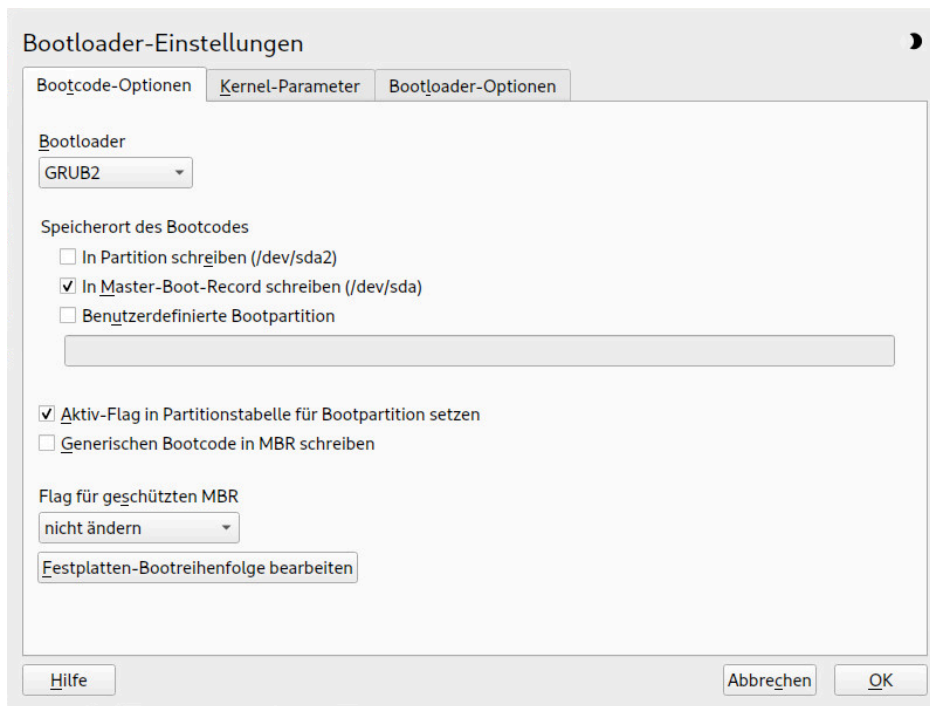 Bootloader-Einstellungen
Bootcode-Optionen Kernel-Parameter Bootloader-Optionen
Bootloader
GRUB2
Speicherort des Bootcodes
In Partition schreiben (/dev/sda2)
In Master-Boot-Record schreiben (/dev/sda)
Benutzerdefinierte Bootpartition
Aktiv-Flag in Partitionstabelle für Bootpartition setzen
Generischen Bootcode in MBR schreiben
Flag für geschützten MBR
nicht ändern
Festplatten-Bootreihenfolge bearbeiten
Hilfe Abbrechen OK